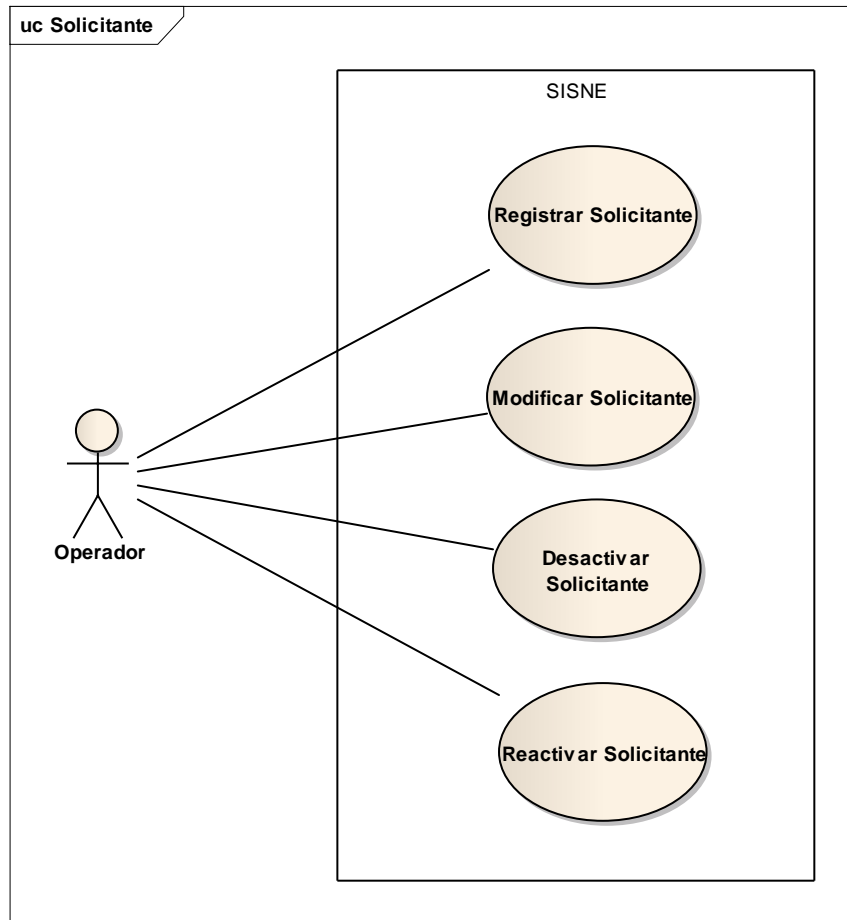 uc Solicitante
SISNE
Registrar Solicitante
Modificar Solicitante
Operador
Desactivar
Solicitante
Reactivar Solicitante